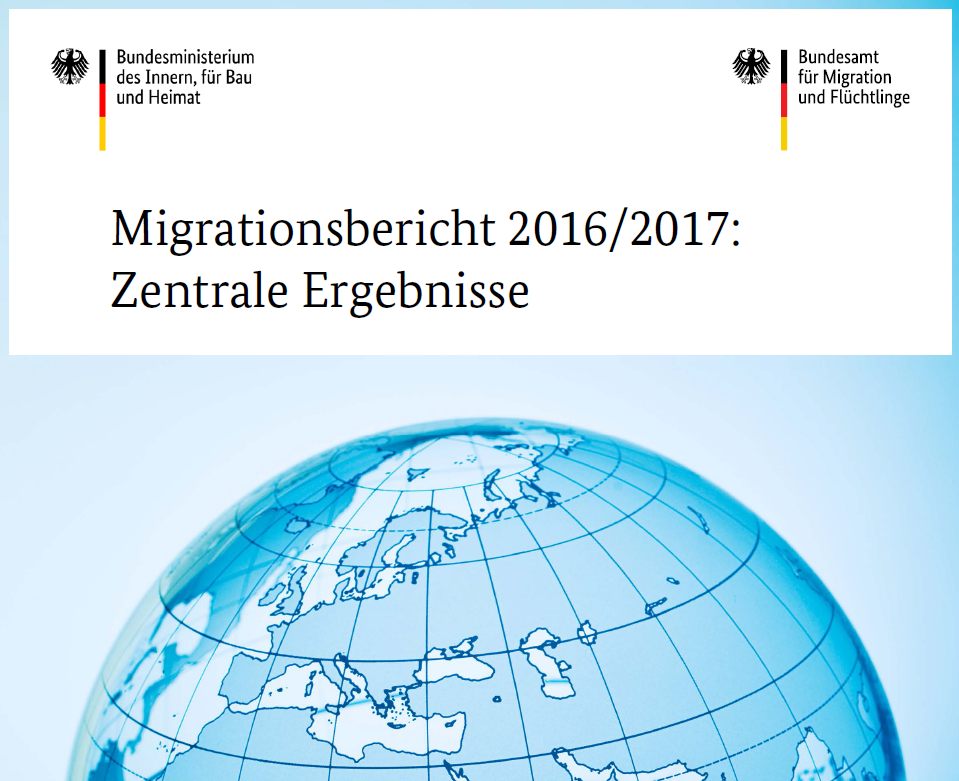 Bundesministerium
des Innern, für Bau
und Heimat
Bundesamt
für Migration
und Flüchtlinge
Migrationsbericht 2016/2017:
Zentrale Ergebnisse